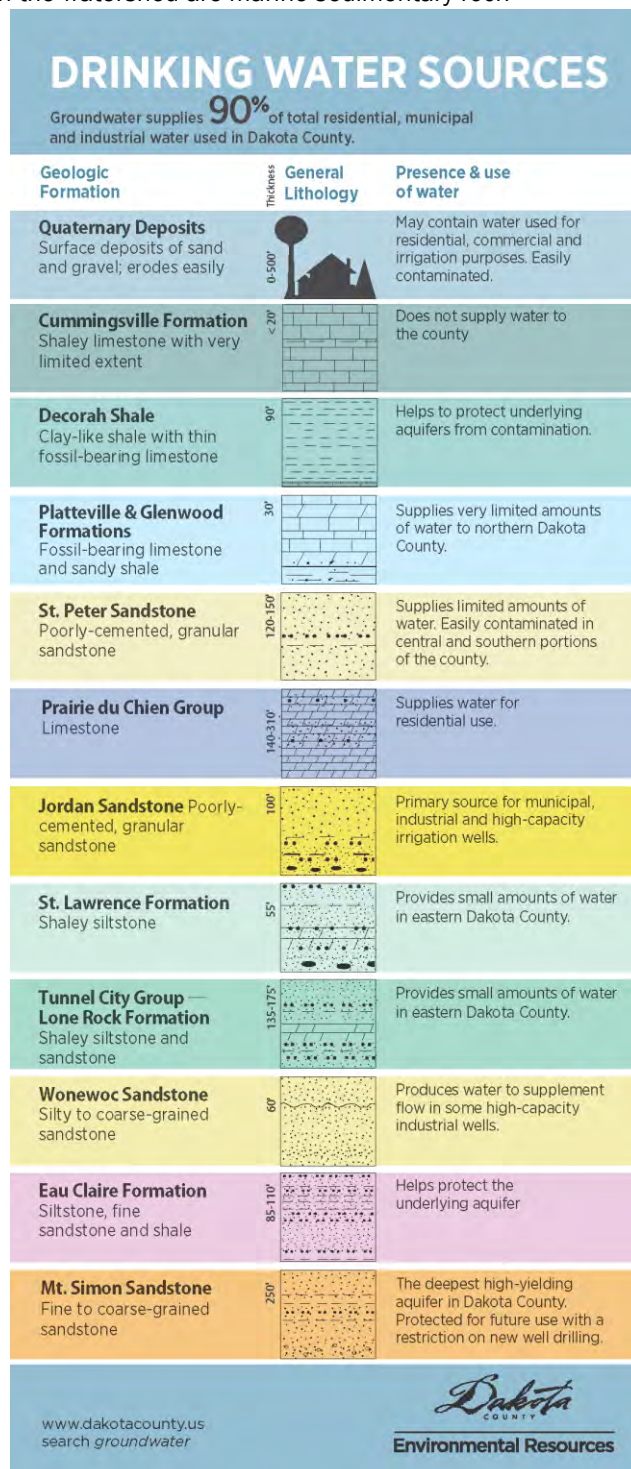 DRINKING WATER SOURCES
Groundwater supplies 90% of total residential, municipal
and industrial water used in Dakota County.
Geologic
Formation
Thickness
General
Lithology
Presence & use
of water
Quaternary Deposits
Surface deposits of sand
and gravel; erodes easily
0-500'
May contain water used for
residential, commercial and
irrigation purposes. Easily
contaminated.
Cummingsville Formation
Shaley limestone with very
limited extent
< 20'
Does not supply water to
the county
Decorah Shale
Clay-like shale with thin
fossil-bearing limestone
90'
Helps to protect underlying
aquifers from contamination.
Platteville & Glenwood
Formations
Fossil-bearing limestone
and sandy shale
30'
Supplies very limited amounts
of water to northern Dakota
County.
St. Peter Sandstone
Poorly-cemented, granular
sandstone
120-150'
Supplies limited amounts of
water. Easily contaminated in
central and southern portions
of the county.
Prairie du Chien Group
Limestone
140-310'
Supplies water for
residential use.
Jordan Sandstone Poorly-
cemented, granular
sandstone
100'
Primary source for municipal,
industrial and high-capacity
irrigation wells.
St. Lawrence Formation
Shaley siltstone
55'
Provides small amounts of water
in eastern Dakota County.
Tunnel City Group —
Lone Rock Formation
Shaley siltstone and
sandstone
135-175'
Provides small amounts of water
in eastern Dakota County.
Wonewoc Sandstone
Silty to coarse-grained
sandstone
60'
Produces water to supplement
flow in some high-capacity
industrial wells.
Eau Claire Formation
Siltstone, fine
sandstone and shale
85-110'
Helps protect the
underlying aquifer
Mt. Simon Sandstone
Fine to coarse-grained
sandstone
250'
The deepest high-yielding
aquifer in Dakota County.
Protected for future use with a
restriction on new well drilling.
www.dakotacounty.us
search groundwater
Dakota
COUNTY
Environmental Resources